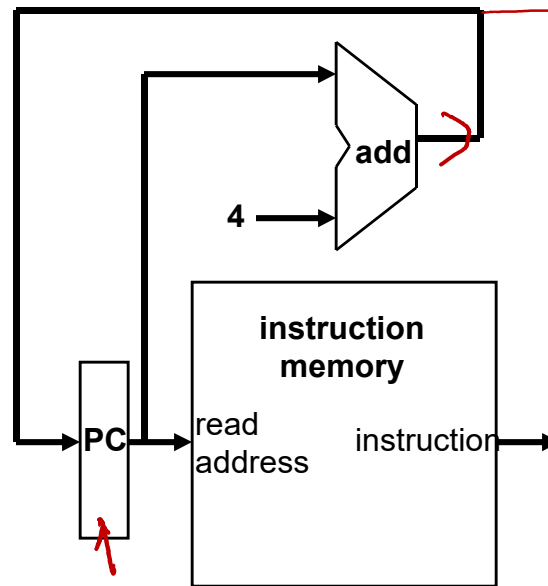 add
4
instruction
memory
PC
read
address
instruction